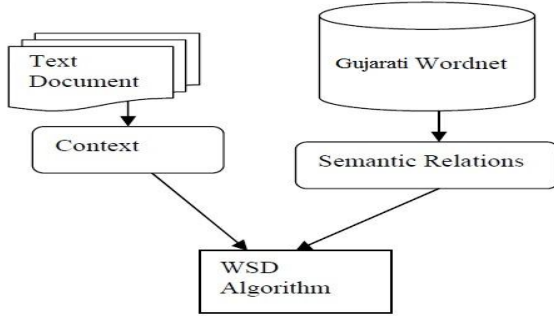 Text
Document
Gujarati Wordnet
Context
Semantic Relations
WSD
Algorithm